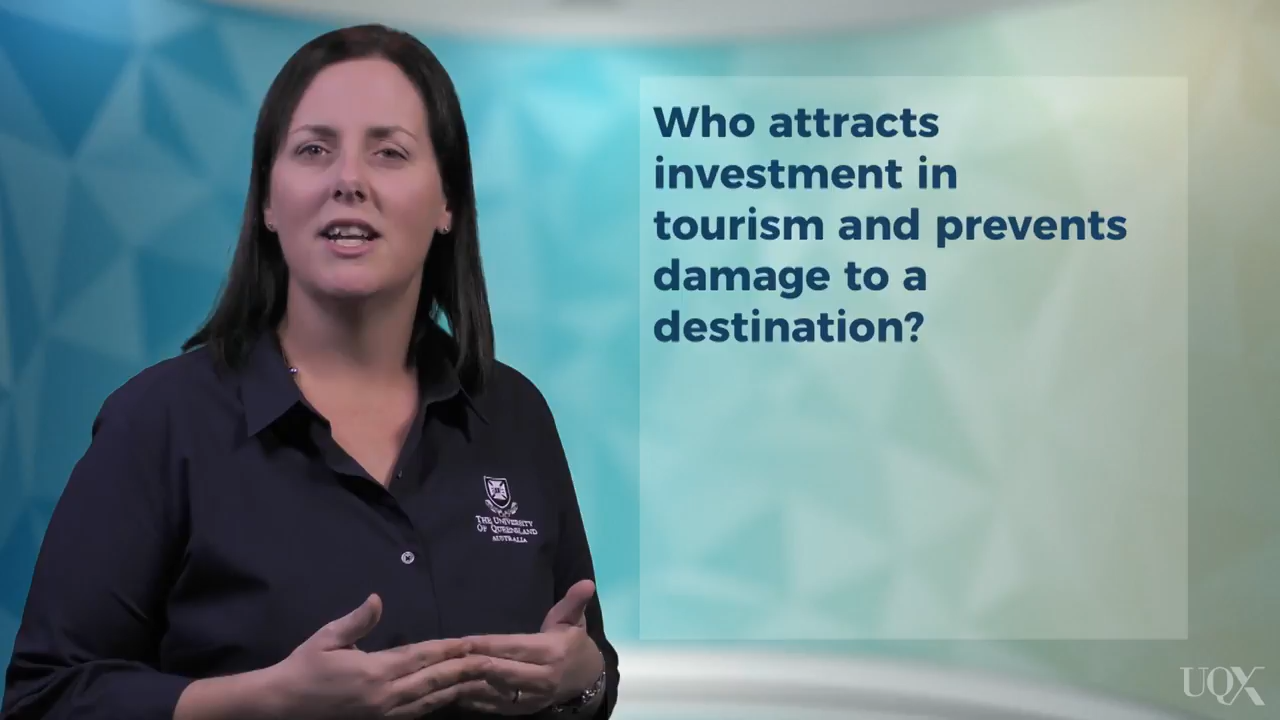 Who attracts
investment in
tourism and prevents
damage to a
destination?
THE UNIVERSITY
OF QUEENSLAND
AUSTRALIA
UQX